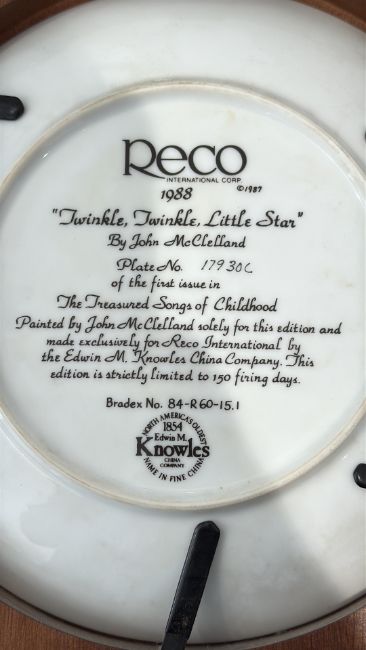 Reco
INTERNATIONAL CORP.
©1987
1988
"Twinkle, Twinkle, Little Star"
By John McClelland
Plate No. 17930C
of the first issue in
The Treasured Songs of Childhood
Painted by John McClelland solely for this edition and
made exclusively for Reco International by
the Edwin M. Knowles China Company. This
edition is strictly limited to 150 firing days.
Bradex No. 84-R60-15.1
NORTH AMERICA'S OLDEST
1854
Edwin M.
Knowles
CHINA
COMPANY
NAME IN FINE CHINA